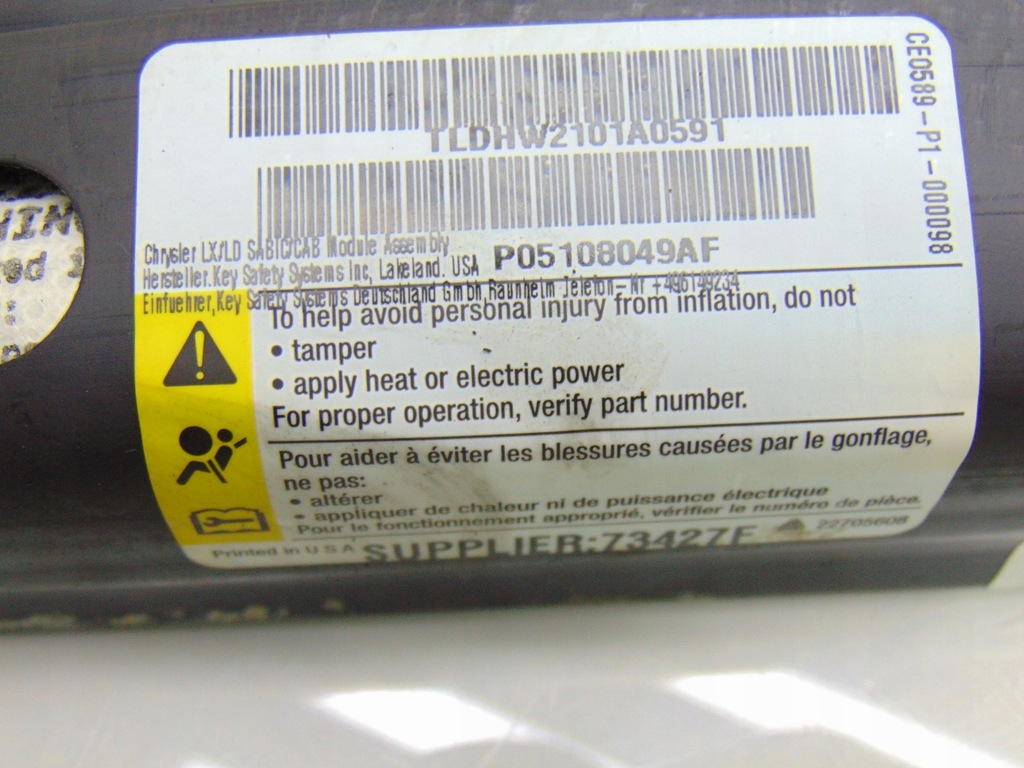 TLDHW2101A0591
CE0589-P1-000098
P05108049AF
Chrysler LX/LD SABIC/CAB Module Assembly
Hersteller.Key Safety Systems Inc, Lakeland. USA
Einfuehrer,Key Safety Systems Deutschland Gmbh,Raunheim Telefon-Nr +496149234
To help avoid personal injury from inflation, do not
• tamper
• apply heat or electric power
For proper operation, verify part number.
Pour aider à éviter les blessures causées par le gonflage,
ne pas:
• altérer
• appliquer de chaleur ni de puissance électrique
Pour le fonctionnement approprié, vérifier le numéro de pièce.
Printed in U S A
SUPPLIER:73427F
22705608